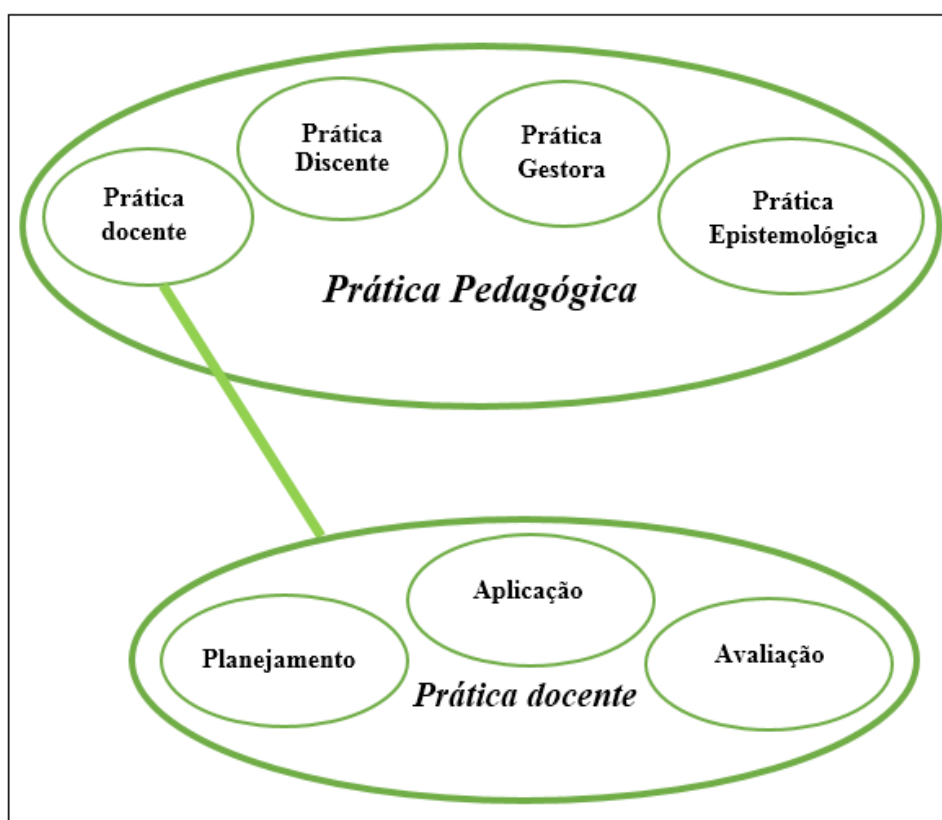 Prática
docente
Prática
Discente
Prática
Gestora
Prática
Epistemológica
Prática Pedagógica
Planejamento
Aplicação
Avaliação
Prática docente